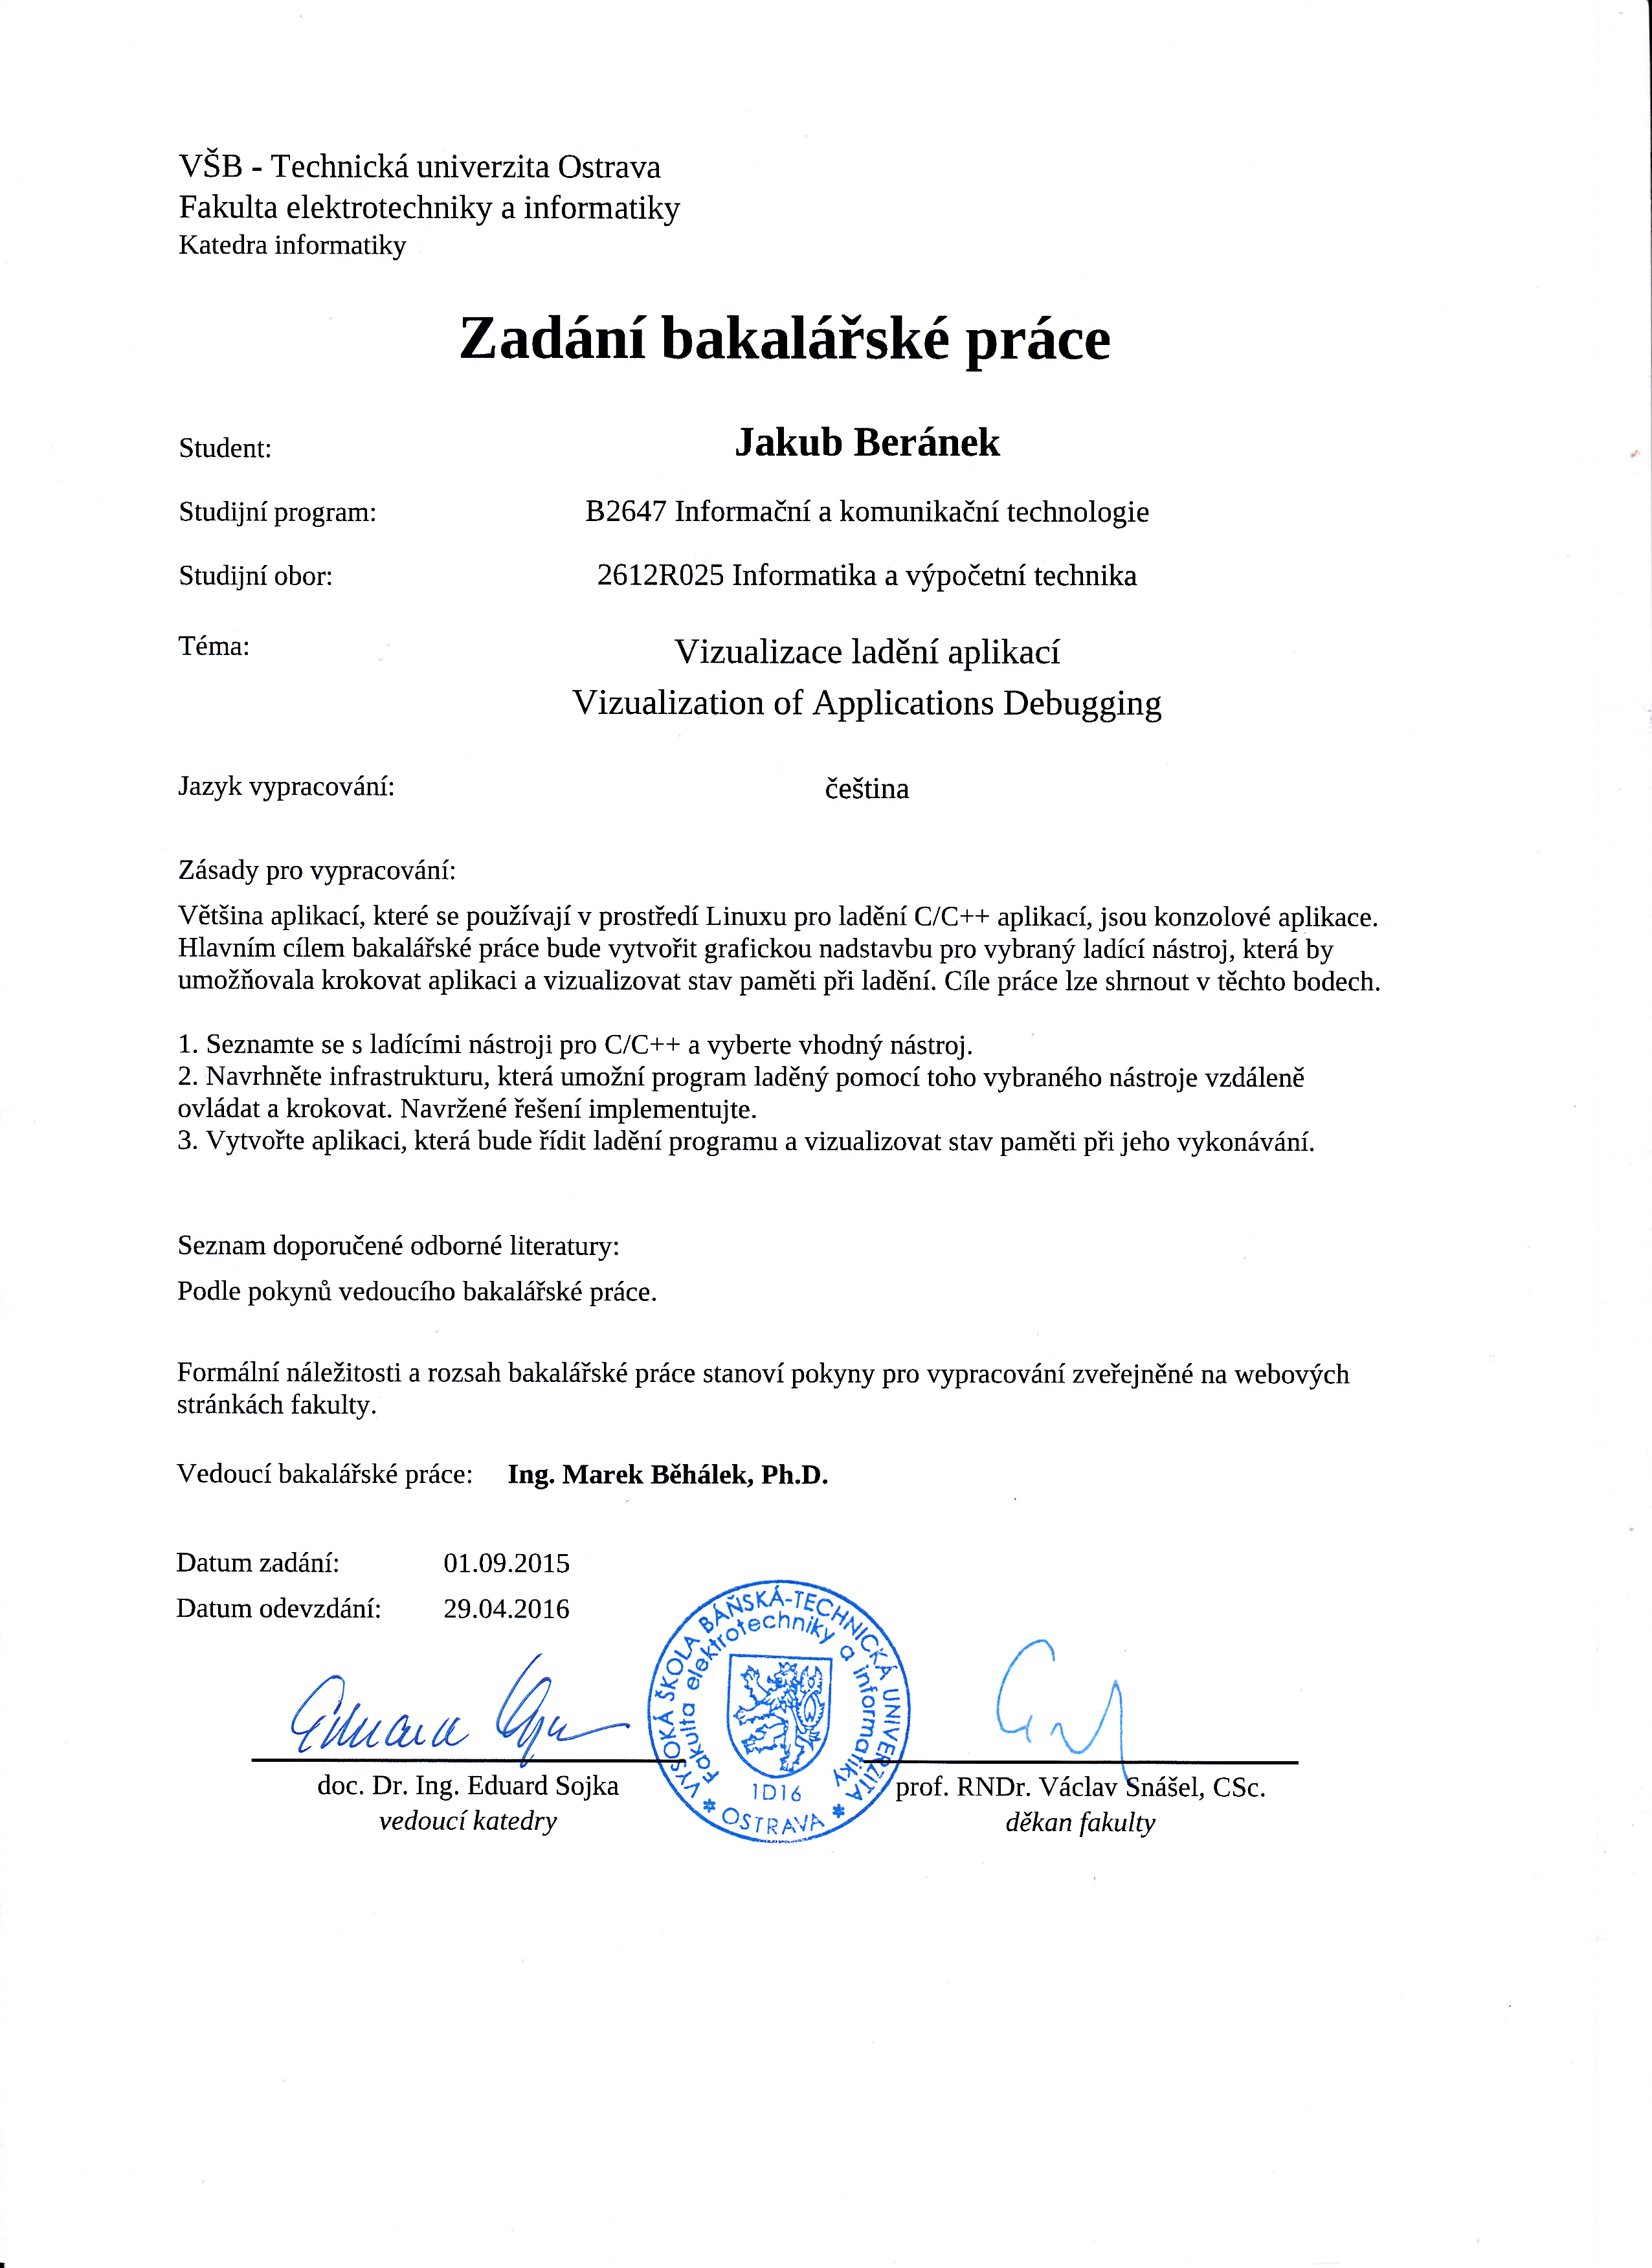 VŠB - Technická univerzita Ostrava
Fakulta elektrotechniky a informatiky
Katedra informatiky
Zadání bakalářské práce
Student: Jakub Beránek
Studijní program: B2647 Informační a komunikační technologie
Studijní obor: 2612R025 Informatika a výpočetní technika
Téma: Vizualizace ladění aplikací
Vizualization of Applications Debugging
Jazyk vypracování: čeština
Zásady pro vypracování:
Většina aplikací, které se používají v prostředí Linuxu pro ladění C/C++ aplikací, jsou konzolové aplikace.
Hlavním cílem bakalářské práce bude vytvořit grafickou nadstavbu pro vybraný ladící nástroj, která by
umožňovala krokovat aplikaci a vizualizovat stav paměti při ladění. Cíle práce lze shrnout v těchto bodech.
1. Seznamte se s ladícími nástroji pro C/C++ a vyberte vhodný nástroj.
2. Navrhněte infrastrukturu, která umožní program laděný pomocí toho vybraného nástroje vzdáleně
ovládat a krokovat. Navržené řešení implementujte.
3. Vytvořte aplikaci, která bude řídit ladění programu a vizualizovat stav paměti při jeho vykonávání.
Seznam doporučené odborné literatury:
Podle pokynů vedoucího bakalářské práce.
Formální náležitosti a rozsah bakalářské práce stanoví pokyny pro vypracování zveřejněné na webových
stránkách fakulty.
Vedoucí bakalářské práce: Ing. Marek Běhálek, Ph.D.
Datum zadání: 01.09.2015
Datum odevzdání: 29.04.2016
VYSOKÁ ŠKOLA BÁŇSKÁ-TECHNICKÁ UNIVERZITA
Fakulta elektrotechniky a informatiky
1D16
* OSTRAVA *
doc. Dr. Ing. Eduard Sojka
vedoucí katedry
prof. RNDr. Václav Snášel, CSc.
děkan fakulty